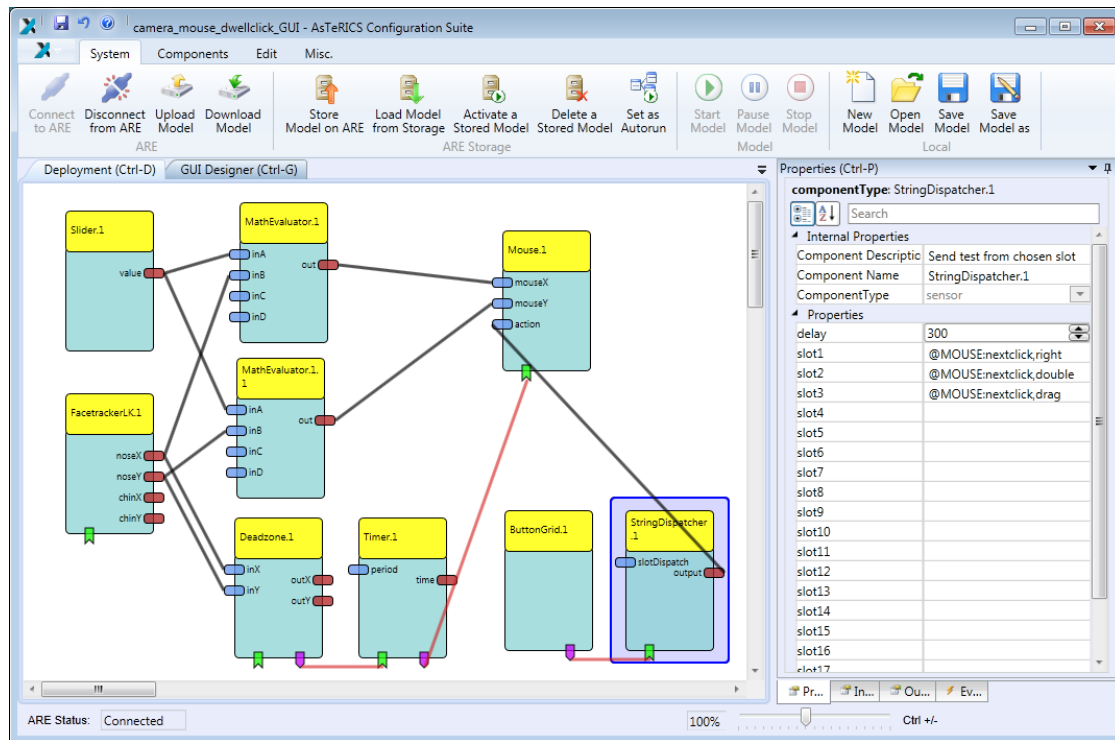 camera_mouse_dwellclick_GUI - AsTeRICS Configuration Suite
System Components Edit Misc.
Connect to ARE
Disconnect from ARE
Upload Model
Download Model
ARE
Store Model on ARE
Load Model from Storage
Activate a Stored Model
Delete a Stored Model
Set as Autorun
ARE Storage
Start Model
Pause Model
Stop Model
Model
New Model
Open Model
Save Model
Save Model as
Local
Deployment (Ctrl-D) GUI Designer (Ctrl-G)
Slider.1
value
MathEvaluator.1
inA
inB
inC
inD
out
Mouse.1
mouseX
mouseY
action
FacetrackerLK.1
noseX
noseY
chinX
chinY
MathEvaluator.1.
1
inA
inB
inC
inD
out
Deadzone.1
inX
inY
outX
outY
Timer.1
period
time
ButtonGrid.1
StringDispatcher
.1
slotDispatch
output
Properties (Ctrl-P)
componentType: StringDispatcher.1
Search
Internal Properties
Component Descriptio Send test from chosen slot
Component Name StringDispatcher.1
ComponentType sensor
Properties
delay 300
slot1 @MOUSE:nextclick,right
slot2 @MOUSE:nextclick,double
slot3 @MOUSE:nextclick,drag
slot4
slot5
slot6
slot7
slot8
slot9
slot10
slot11
slot12
slot13
slot14
slot15
slot16
slot17
Pr... In... Ou... Ev...
ARE Status: Connected
100%
Ctrl +/-